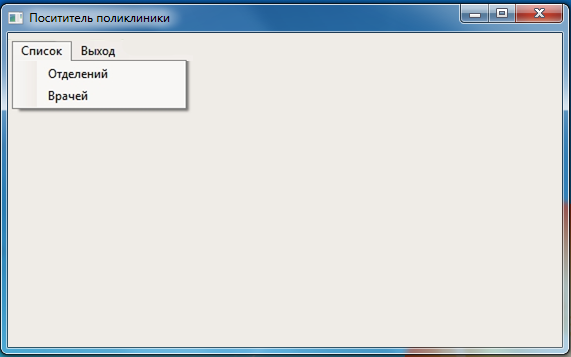 Посититель поликлиники
Список Выход
Отделений
Врачей